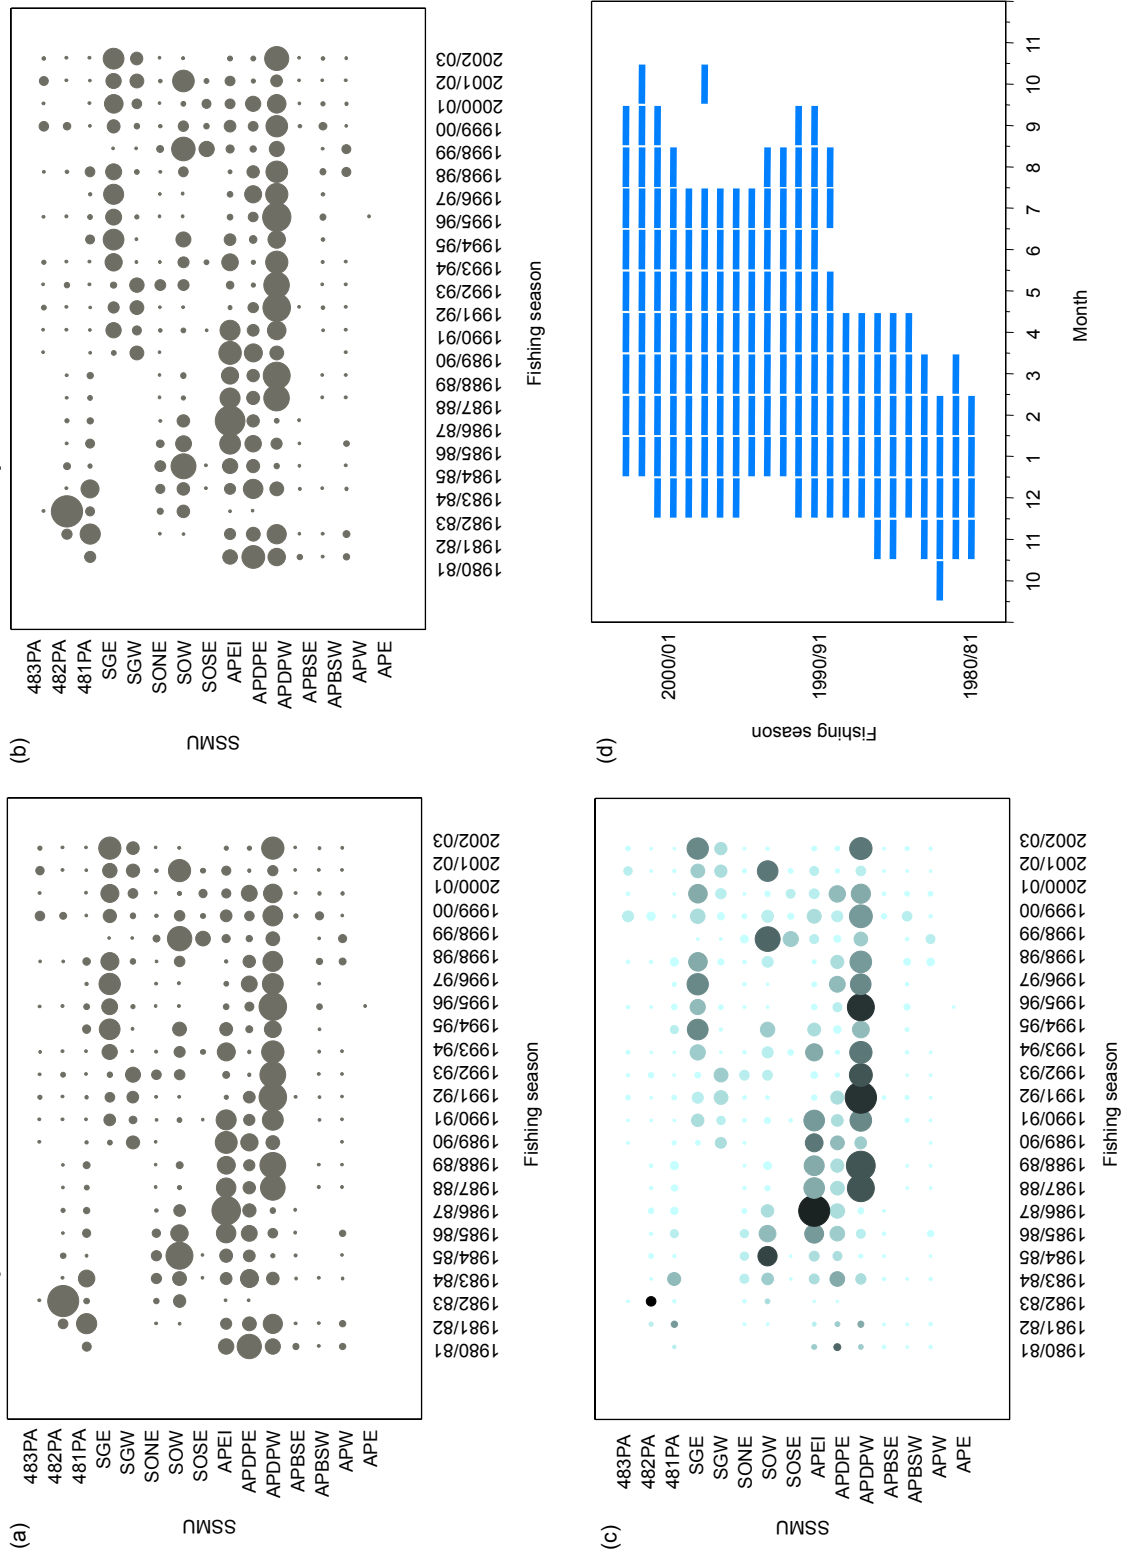 (a)
SSMU
483PA
482PA
481PA
SGE
SGW
SONE
SOW
SOSE
APEI
APDPE
APDPW
APBSE
APBSW
APW
APE
1980/81
1981/82
1982/83
1983/84
1984/85
1985/86
1986/87
1987/88
1988/89
1989/90
1990/91
1991/92
1992/93
1993/94
1994/95
1995/96
1996/97
1998/98
1998/99
1999/00
2000/01
2001/02
2002/03
Fishing season
(b)
SSMU
483PA
482PA
481PA
SGE
SGW
SONE
SOW
SOSE
APEI
APDPE
APDPW
APBSE
APBSW
APW
APE
1980/81
1981/82
1982/83
1983/84
1984/85
1985/86
1986/87
1987/88
1988/89
1989/90
1990/91
1991/92
1992/93
1993/94
1994/95
1995/96
1996/97
1998/98
1998/99
1999/00
2000/01
2001/02
2002/03
Fishing season
(c)
SSMU
483PA
482PA
481PA
SGE
SGW
SONE
SOW
SOSE
APEI
APDPE
APDPW
APBSE
APBSW
APW
APE
1980/81
1981/82
1982/83
1983/84
1984/85
1985/86
1986/87
1987/88
1988/89
1989/90
1990/91
1991/92
1992/93
1993/94
1994/95
1995/96
1996/97
1998/98
1998/99
1999/00
2000/01
2001/02
2002/03
Fishing season
(d)
Fishing season
2000/01
1990/91
1980/81
10 11 12 1 2 3 4 5 6 7 8 9 10 11
Month